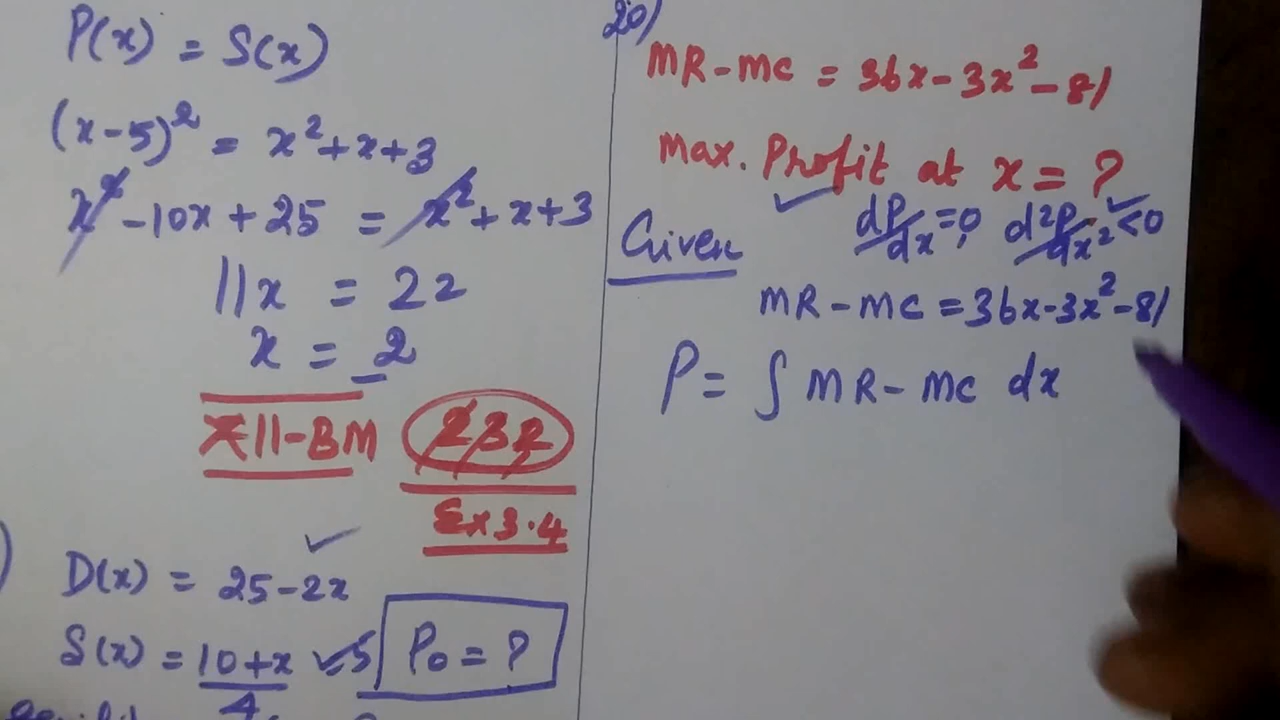 P(x) = S(x)
(x-5)² = x²+x+3
x² -10x + 25 = x²+x+3
11x = 22
x = 2
XII-BM 232
Ex 3.4
D(x) = 25-2x
S(x) = 10+x / 4
P₀ = ?
20)
MR-MC = 36x-3x²-81
Max. Profit at x = ?
dP/dx = 0, d²P/dx² < 0
Given
MR-MC = 36x-3x²-81
P = ∫ MR-MC dx